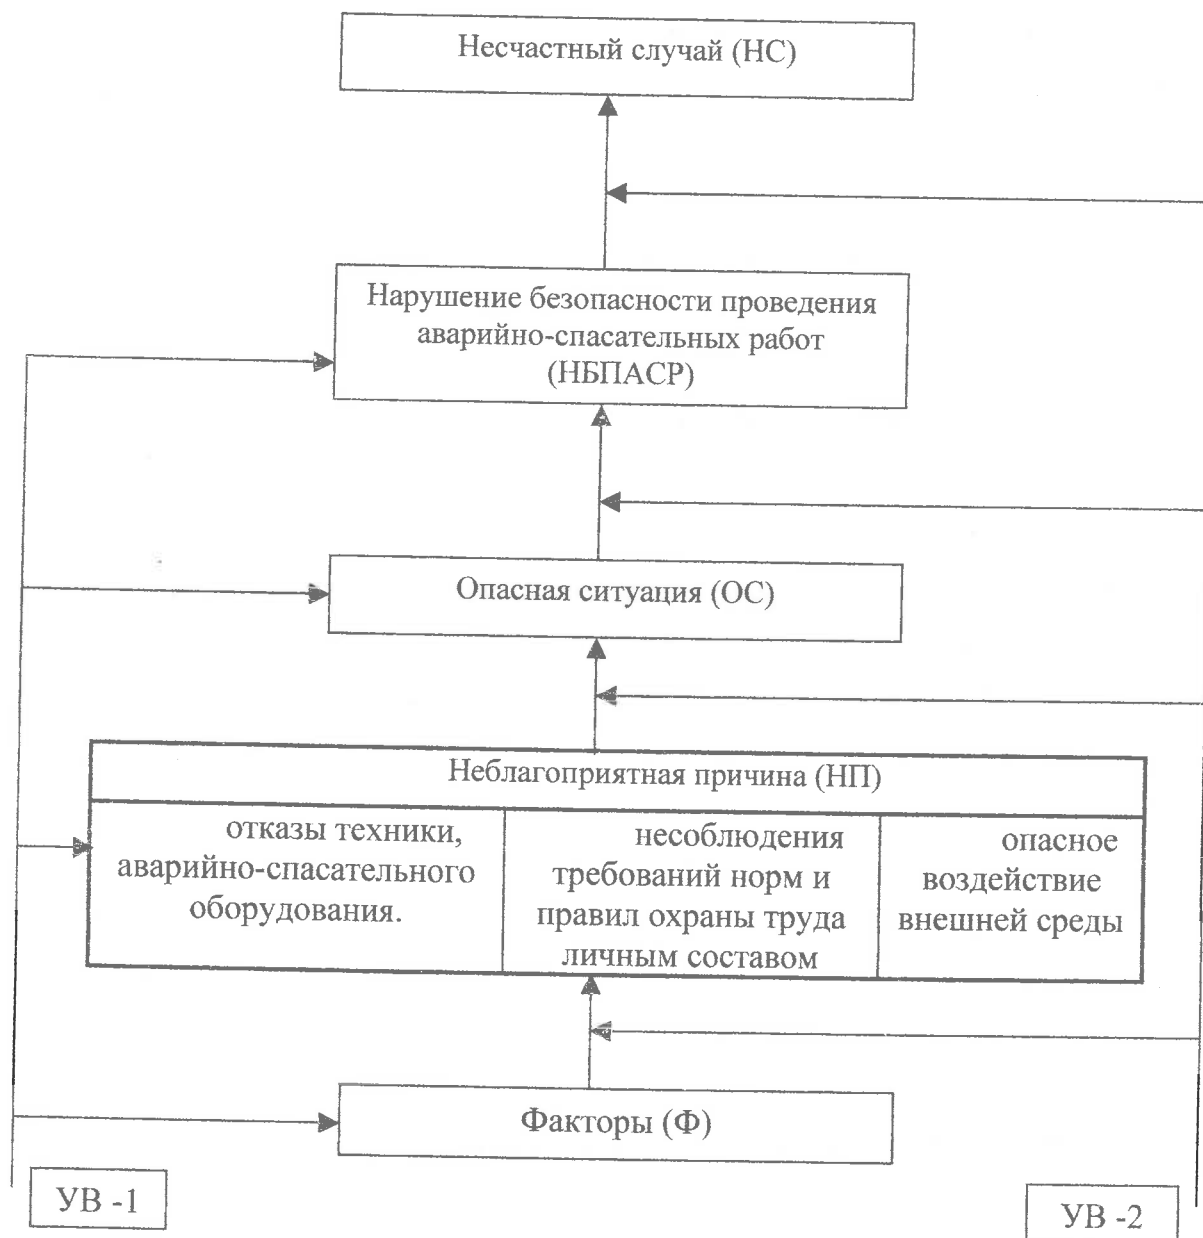 Несчастный случай (НС)
Нарушение безопасности проведения
аварийно-спасательных работ
(НБПАСР)
Опасная ситуация (ОС)
Неблагоприятная причина (НП)
отказы техники,
аварийно-спасательного
оборудования.
несоблюдения
требований норм и
правил охраны труда
личным составом
опасное
воздействие
внешней среды
Факторы (Ф)
УВ -1
УВ -2